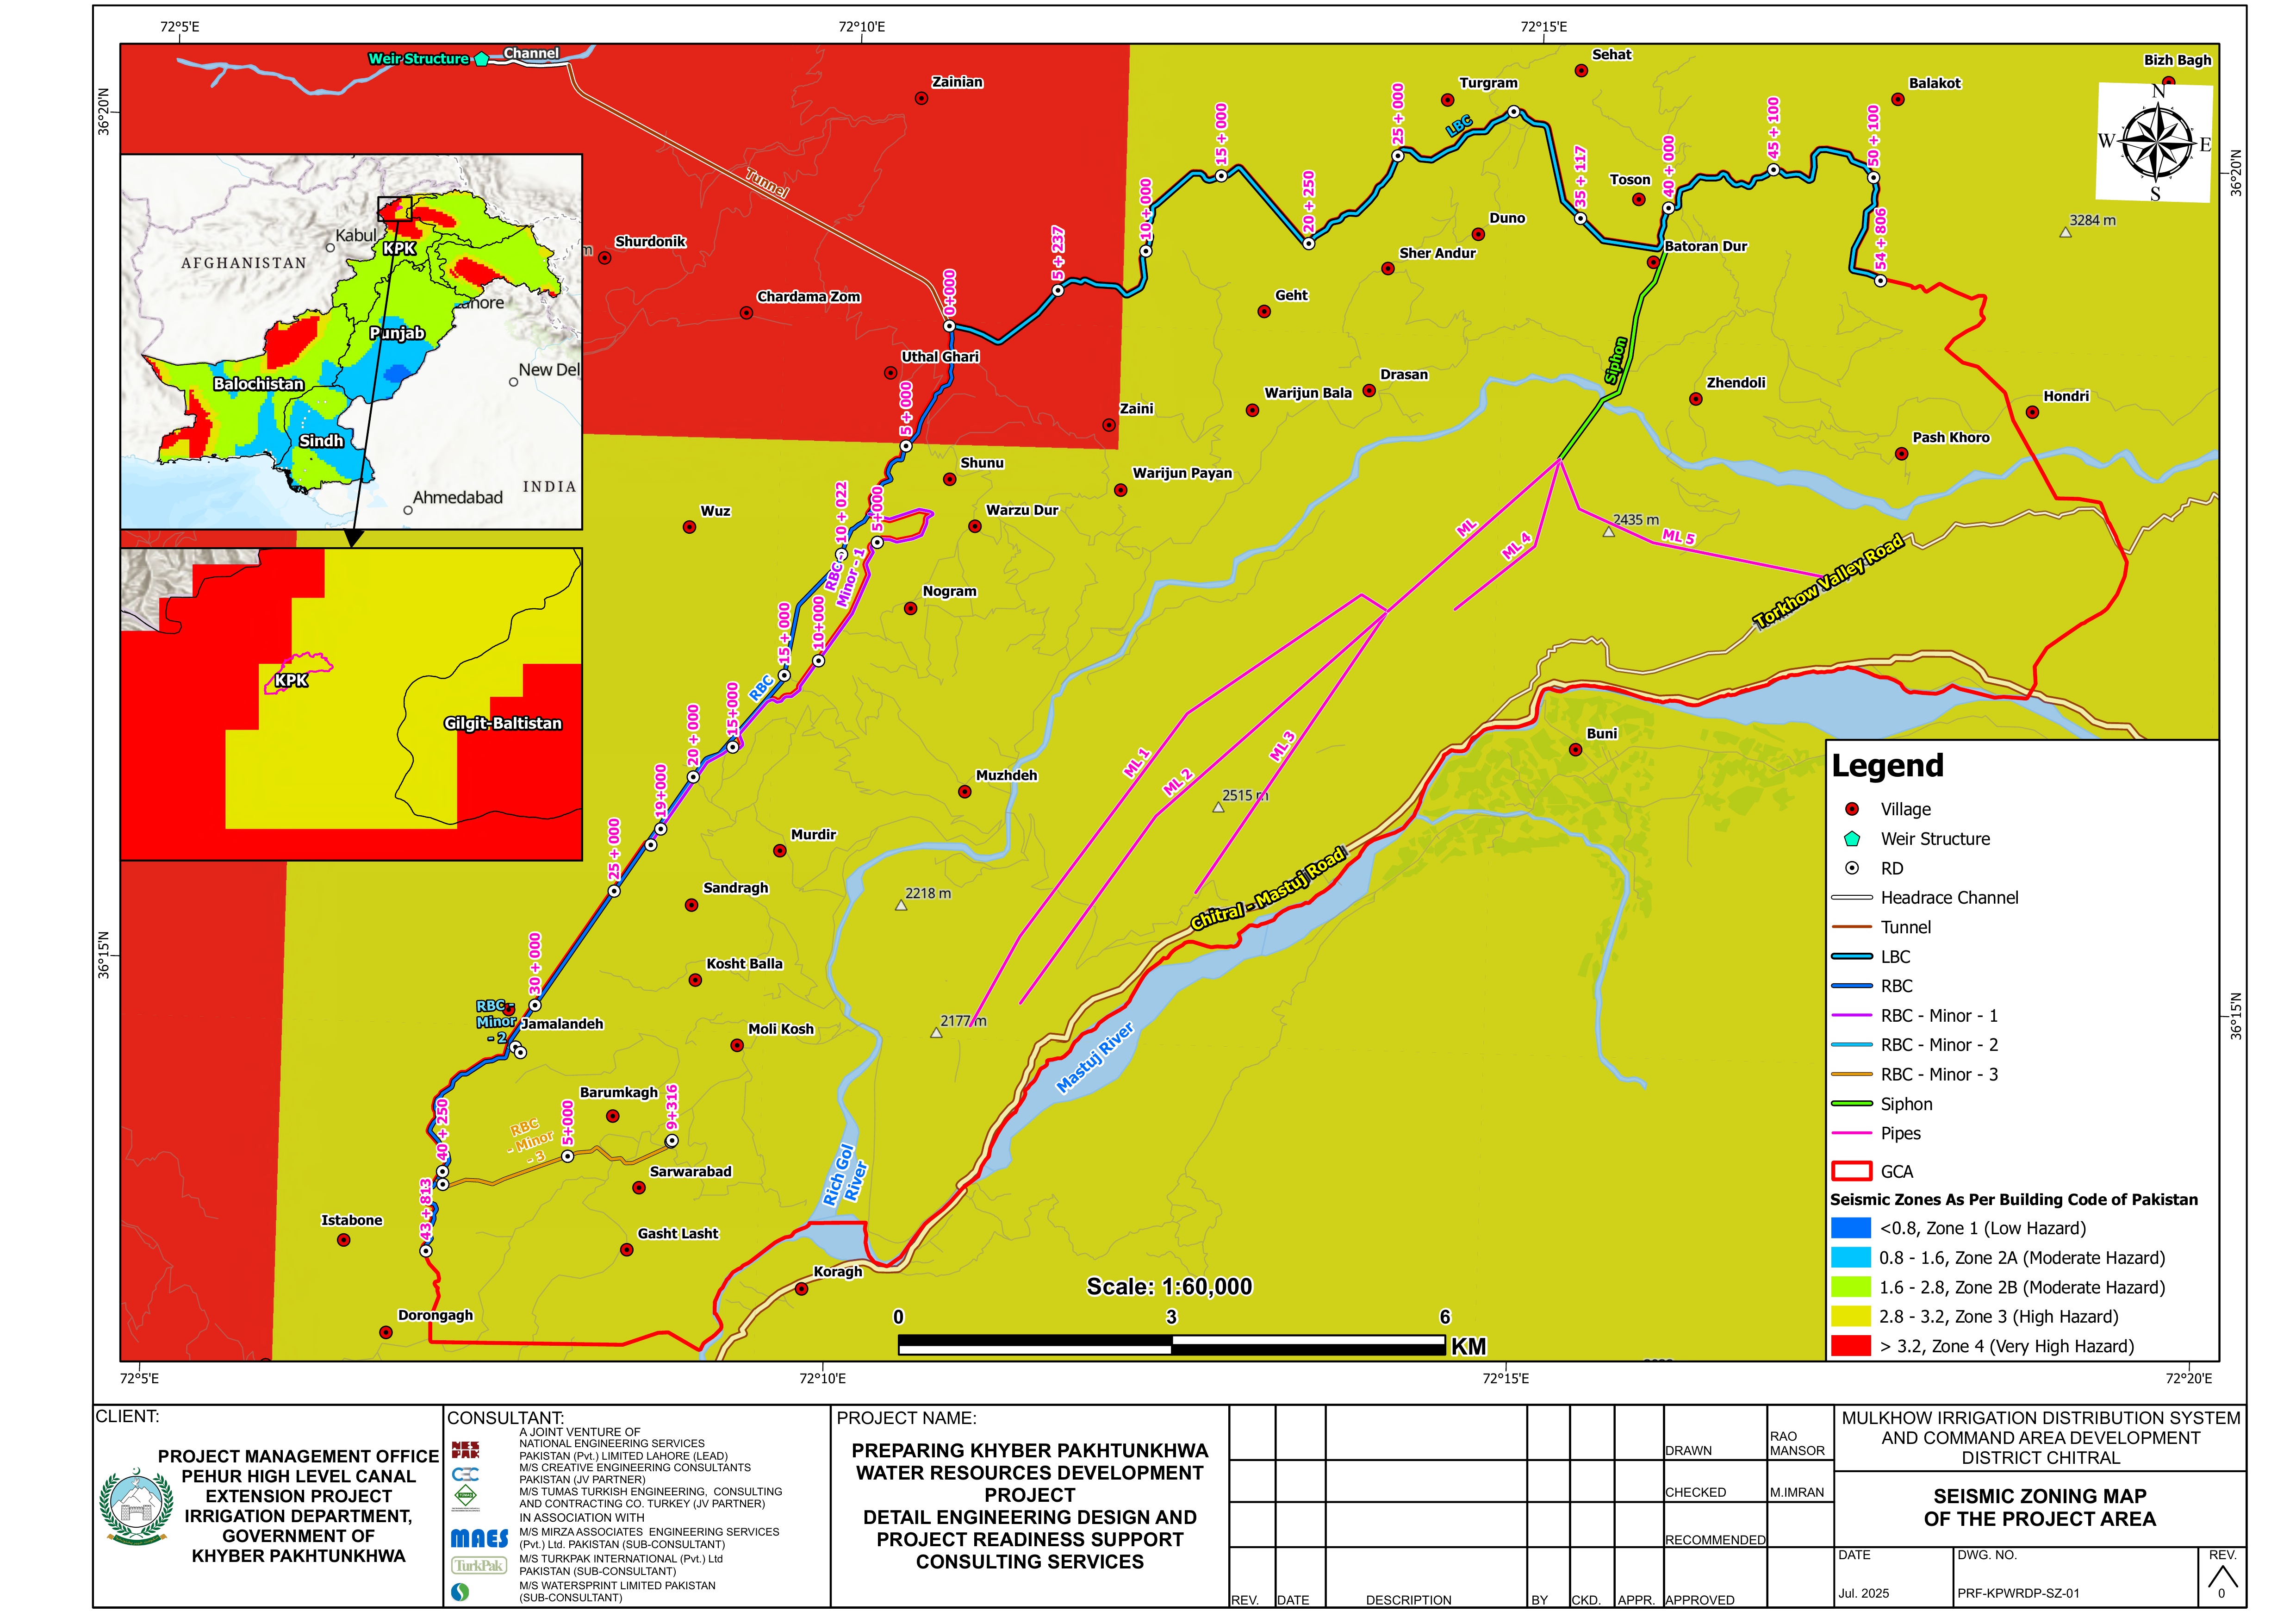 72°5'E
72°10'E
72°15'E
36°20'N
36°15'N
36°20'N
36°15'N
72°5'E
72°10'E
72°15'E
72°20'E
Weir Structure
Channel
Tunnel
Zainian
Sehat
Turgram
Bizh Bagh
Balakot
N
W
E
S
LBC
15 + 000
25 + 000
45 + 100
50 + 100
35 + 117
40 + 000
20 + 250
10 + 000
5 + 237
54 + 806
0+000
Toson
Duno
3284 m
Batoran Dur
Sher Andur
Shurdonik
m
Chardama Zom
Geht
Uthal Ghari
Siphon
Drasan
Zhendoli
Warijun Bala
Hondri
Zaini
5 + 000
Pash Khoro
Shunu
Warijun Payan
10 + 022
5+000
Wuz
Warzu Dur
ML
ML 4
2435 m
ML 5
Torkhow Valley Road
RBC -
Minor - 1
Nogram
15 + 000
10+000
RBC
15+000
20 + 000
Buni
ML 1
ML 2
ML 3
Muzhdeh
2515 m
19+000
25 + 000
Murdir
Chitral - Mastuj Road
Sandragh
2218 m
30 + 000
Kosht Balla
RBC -
Minor
- 2
Jamalandeh
Moli Kosh
2177 m
Mastuj River
Barumkagh
9+316
5+000
40 + 250
RBC
- Minor
- 3
Sarwarabad
Rich Gol
River
43 + 813
Istabone
Gasht Lasht
Koragh
Dorongagh
Scale: 1:60,000
0
3
6
KM
Kabul
AFGHANISTAN
KPK
Punjab
Balochistan
New Del
Sindh
INDIA
Ahmedabad
KPK
Gilgit-Baltistan
Legend
Village
Weir Structure
RD
Headrace Channel
Tunnel
LBC
RBC
RBC - Minor - 1
RBC - Minor - 2
RBC - Minor - 3
Siphon
Pipes
GCA
Seismic Zones As Per Building Code of Pakistan
<0.8, Zone 1 (Low Hazard)
0.8 - 1.6, Zone 2A (Moderate Hazard)
1.6 - 2.8, Zone 2B (Moderate Hazard)
2.8 - 3.2, Zone 3 (High Hazard)
> 3.2, Zone 4 (Very High Hazard)
CLIENT:
PROJECT MANAGEMENT OFFICE
PEHUR HIGH LEVEL CANAL
EXTENSION PROJECT
IRRIGATION DEPARTMENT,
GOVERNMENT OF
KHYBER PAKHTUNKHWA
CONSULTANT:
A JOINT VENTURE OF
NATIONAL ENGINEERING SERVICES
PAKISTAN (Pvt.) LIMITED LAHORE (LEAD)
M/S CREATIVE ENGINEERING CONSULTANTS
PAKISTAN (JV PARTNER)
M/S TUMAS TURKISH ENGINEERING, CONSULTING
AND CONTRACTING CO. TURKEY (JV PARTNER)
IN ASSOCIATION WITH
M/S MIRZA ASSOCIATES ENGINEERING SERVICES
(Pvt.) Ltd. PAKISTAN (SUB-CONSULTANT)
M/S TURKPAK INTERNATIONAL (Pvt.) Ltd
PAKISTAN (SUB-CONSULTANT)
M/S WATERSPRINT LIMITED PAKISTAN
(SUB-CONSULTANT)
NES
PAK
CEC
MAES
TurkPak
PROJECT NAME:
PREPARING KHYBER PAKHTUNKHWA
WATER RESOURCES DEVELOPMENT
PROJECT
DETAIL ENGINEERING DESIGN AND
PROJECT READINESS SUPPORT
CONSULTING SERVICES
REV.
DATE
DESCRIPTION
BY
CKD.
APPR.
DRAWN
RAO
MANSOR
CHECKED
M.IMRAN
RECOMMENDED
APPROVED
MULKHOW IRRIGATION DISTRIBUTION SYSTEM
AND COMMAND AREA DEVELOPMENT
DISTRICT CHITRAL
SEISMIC ZONING MAP
OF THE PROJECT AREA
DATE
Jul. 2025
DWG. NO.
PRF-KPWRDP-SZ-01
REV.
0